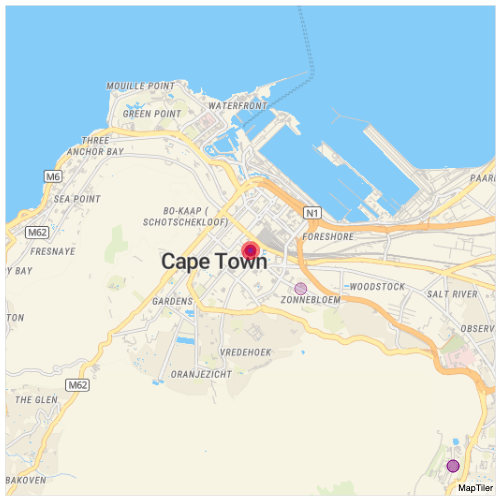 MOUILLE POINT
WATERFRONT
GREEN POINT
THREE
ANCHOR BAY
M6
PAARL
SEA POINT
BO-KAAP (
SCHOTSCHEKLOOF)
N1
M62
FORESHORE
FRESNAYE
Cape Town
Y BAY
WOODSTOCK
GARDENS
ZONNEBLOEM
SALT RIVER
TON
OBSERV
VREDEHOEK
ORANJEZICHT
M62
THE GLEN
BAKOVEN
MapTiler